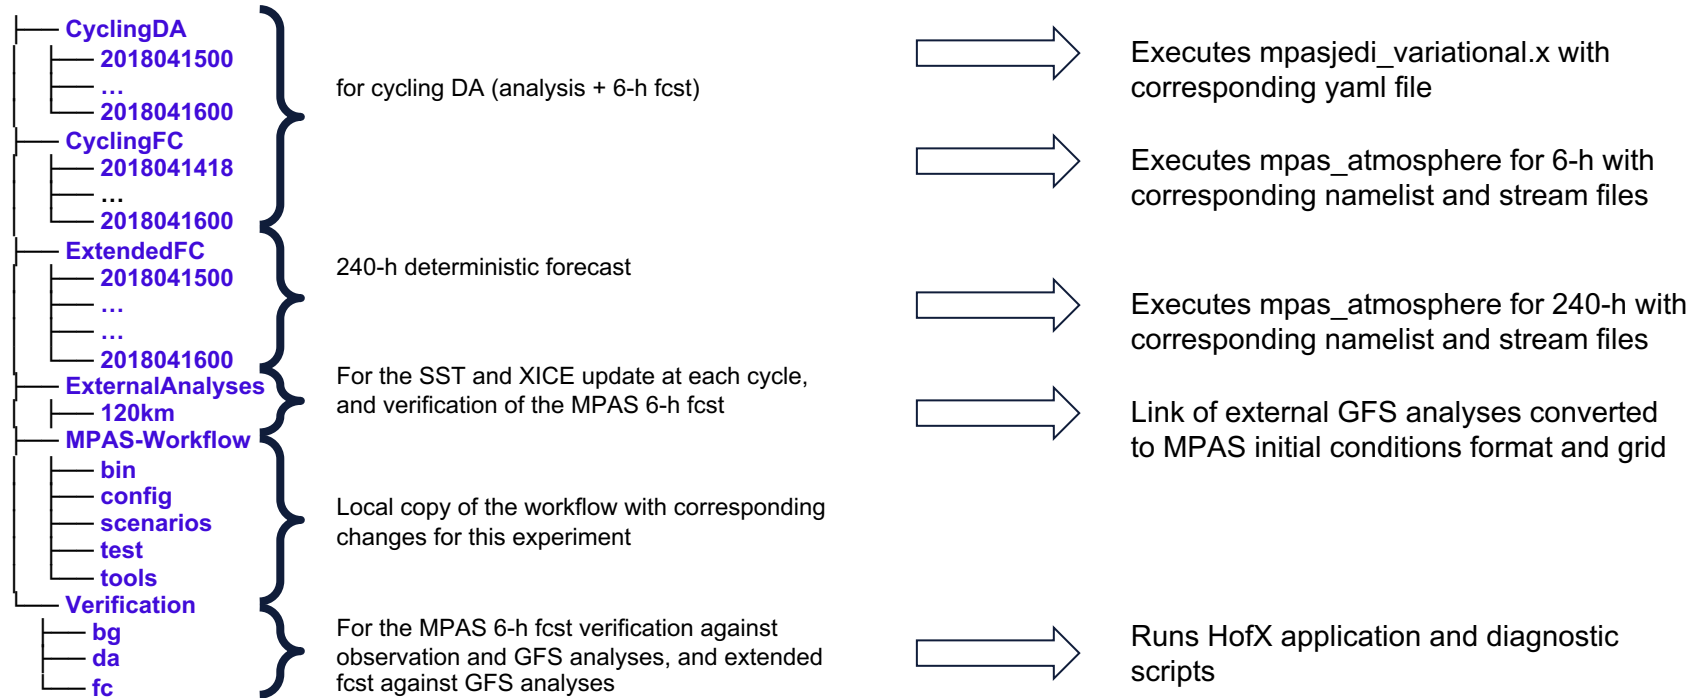 CyclingDA
2018041500
...
2018041600
CyclingFC
2018041418
...
2018041600
ExtendedFC
2018041500
...
...
2018041600
ExternalAnalyses
120km
MPAS-Workflow
bin
config
scenarios
test
tools
Verification
bg
da
fc
for cycling DA (analysis + 6-h fcst)
240-h deterministic forecast
For the SST and XICE update at each cycle,
and verification of the MPAS 6-h fcst
Local copy of the workflow with corresponding
changes for this experiment
For the MPAS 6-h fcst verification against
observation and GFS analyses, and extended
fcst against GFS analyses
Executes mpasjedi_variational.x with
corresponding yaml file
Executes mpas_atmosphere for 6-h with
corresponding namelist and stream files
Executes mpas_atmosphere for 240-h with
corresponding namelist and stream files
Link of external GFS analyses converted
to MPAS initial conditions format and grid
Runs HofX application and diagnostic
scripts